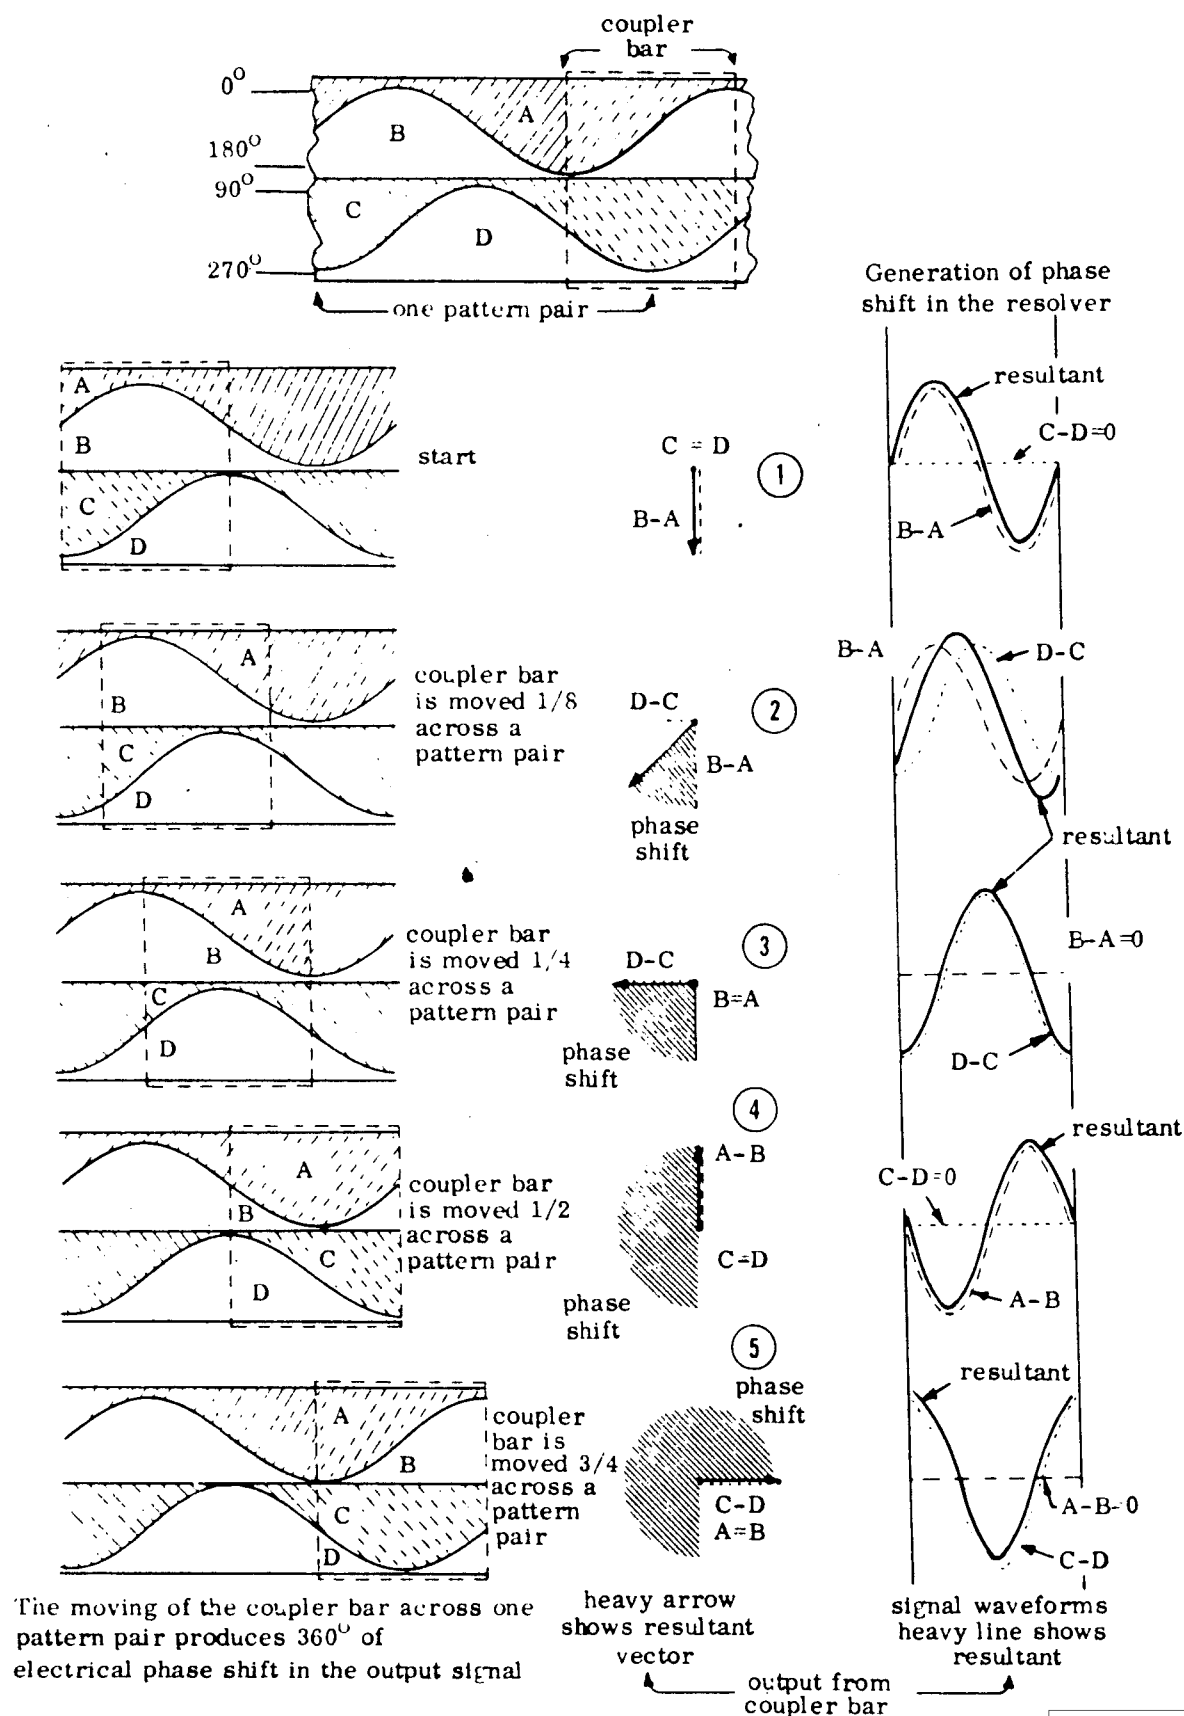 coupler
bar
0°
A
B
180°
90°
C
D
270°
one pattern pair
Generation of phase
shift in the resolver
A
B
start
C
D
C = D
B-A
1
resultant
C-D=0
B-A
A
B
coupler bar
is moved 1/8
across a
pattern pair
C
D
D-C
2
B-A
phase
shift
B-A
D-C
resultant
A
B
coupler bar
is moved 1/4
across a
pattern pair
C
D
3
D-C
B=A
phase
shift
B-A=0
D-C
4
A
B
coupler bar
is moved 1/2
across a
pattern pair
C
D
A-B
C=D
phase
shift
resultant
C-D=0
A-B
5
A
B
coupler
bar is
moved 3/4
across a
pattern
pair
C
D
phase
shift
C-D
A=B
resultant
A-B-0
C-D
The moving of the coupler bar across one
pattern pair produces 360° of
electrical phase shift in the output signal
heavy arrow
shows resultant
vector
signal waveforms
heavy line shows
resultant
output from
coupler bar